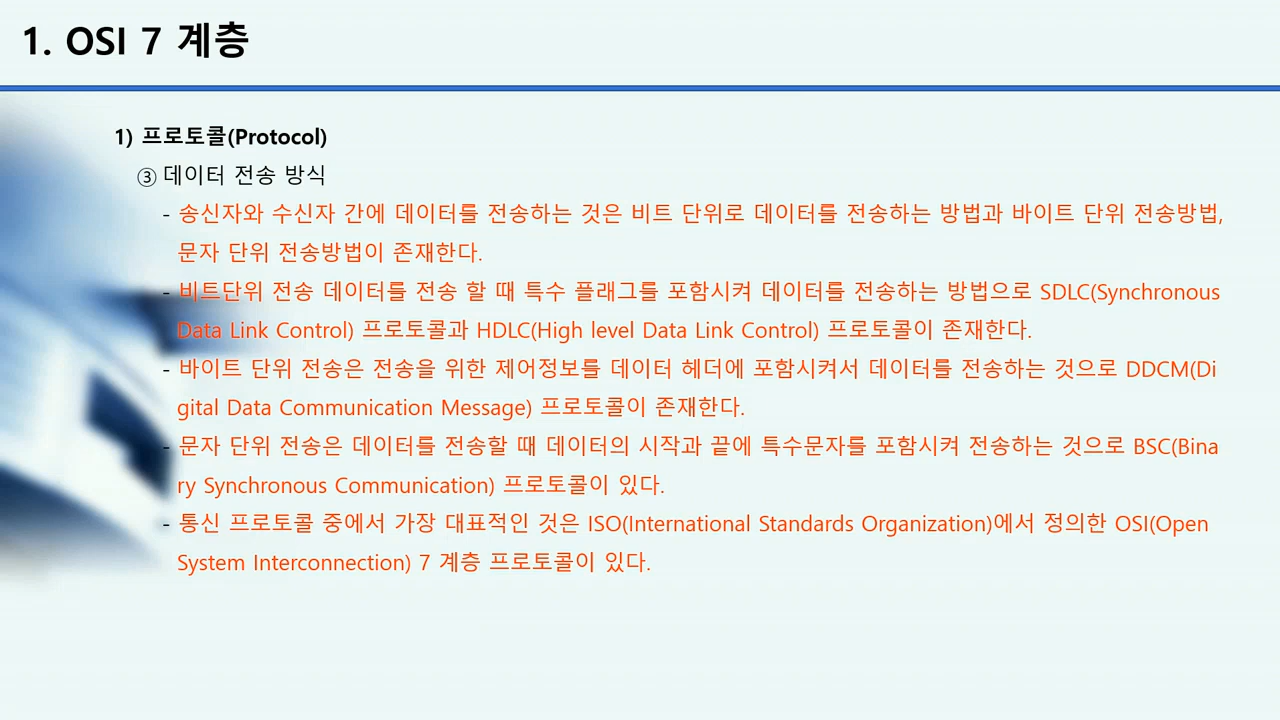 1. OSI 7 계층
1) 프로토콜(Protocol)
③ 데이터 전송 방식
- 송신자와 수신자 간에 데이터를 전송하는 것은 비트 단위로 데이터를 전송하는 방법과 바이트 단위 전송방법,
문자 단위 전송방법이 존재한다.
- 비트단위 전송 데이터를 전송 할 때 특수 플래그를 포함시켜 데이터를 전송하는 방법으로 SDLC(Synchronous
Data Link Control) 프로토콜과 HDLC(High level Data Link Control) 프로토콜이 존재한다.
- 바이트 단위 전송은 전송을 위한 제어정보를 데이터 헤더에 포함시켜서 데이터를 전송하는 것으로 DDCM(Di
gital Data Communication Message) 프로토콜이 존재한다.
- 문자 단위 전송은 데이터를 전송할 때 데이터의 시작과 끝에 특수문자를 포함시켜 전송하는 것으로 BSC(Bina
ry Synchronous Communication) 프로토콜이 있다.
- 통신 프로토콜 중에서 가장 대표적인 것은 ISO(International Standards Organization)에서 정의한 OSI(Open
System Interconnection) 7 계층 프로토콜이 있다.